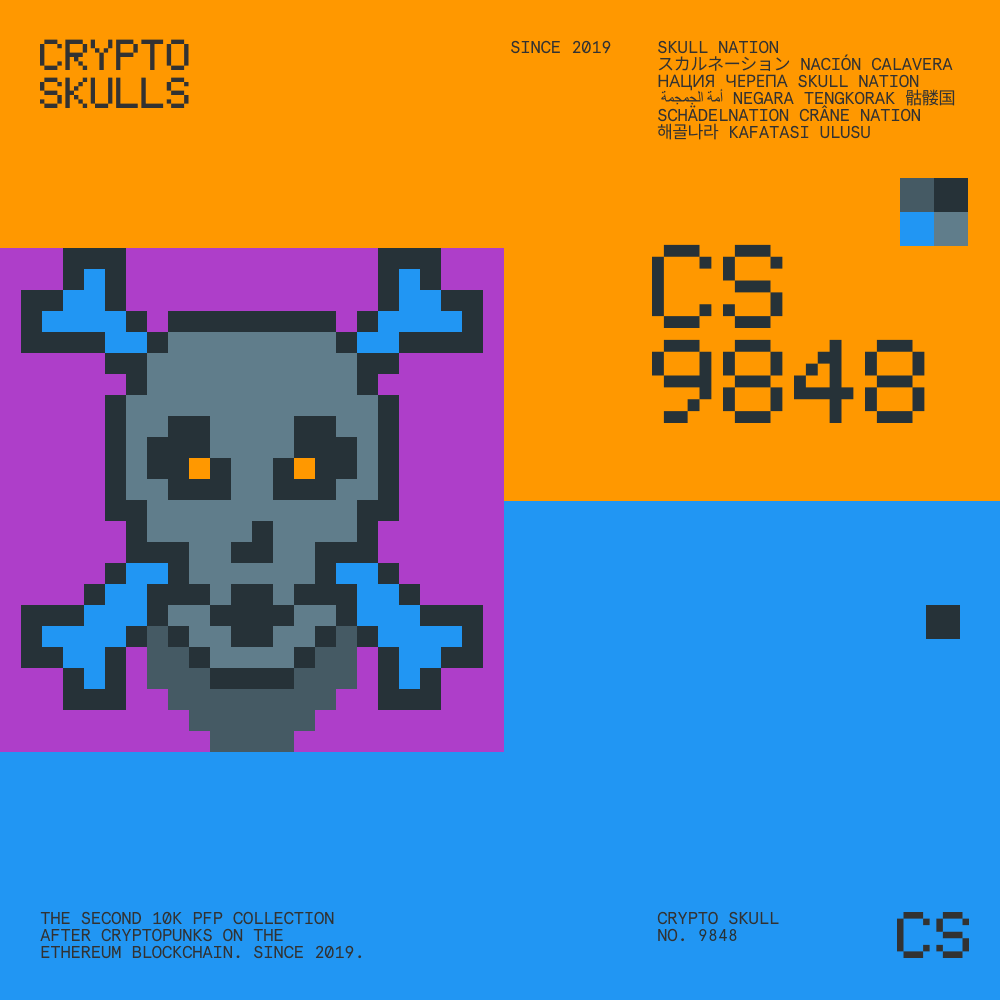 CRYPTO
SKULLS
SINCE 2019
SKULL NATION
スカルネーション NACIÓN CALAVERA
НАЦИЯ ЧЕРЕПА SKULL NATION
أمة الجمجمة NEGARA TENGKORAK 骷髅国
SCHÄDELNATION CRÂNE NATION
해골나라 KAFATASI ULUSU
CS
9848
THE SECOND 10K PFP COLLECTION
AFTER CRYPTOPUNKS ON THE
ETHEREUM BLOCKCHAIN. SINCE 2019.
CRYPTO SKULL
NO. 9848
CS